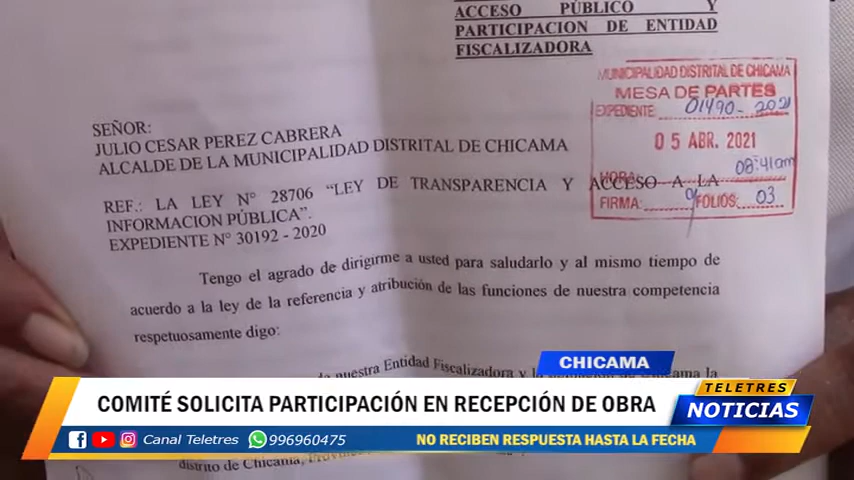 ACCESO PÚBLICO Y
PARTICIPACION DE ENTIDAD
FISCALIZADORA
MUNICIPALIDAD DISTRITAL DE CHICAMA
MESA DE PARTES
EXPEDIENTE: 01490-2021
05 ABR. 2021
HORA: 08:41am
FIRMA: FOLIOS: 03
SEÑOR:
JULIO CESAR PEREZ CABRERA
ALCALDE DE LA MUNICIPALIDAD DISTRITAL DE CHICAMA
REF.: LA LEY N° 28706 “LEY DE TRANSPARENCIA Y ACCESO A LA
INFORMACION PÚBLICA”.
EXPEDIENTE N° 30192 - 2020
Tengo el agrado de dirigirme a usted para saludarlo y al mismo tiempo de
acuerdo a la ley de la referencia y atribución de las funciones de nuestra competencia
respetuosamente digo:
nuestra Entidad Fiscalizadora y la Chicama la
CHICAMA
COMITÉ SOLICITA PARTICIPACIÓN EN RECEPCIÓN DE OBRA
TELETRES
NOTICIAS
Canal Teletres 996960475
NO RECIBEN RESPUESTA HASTA LA FECHA
distrito de Chicama,